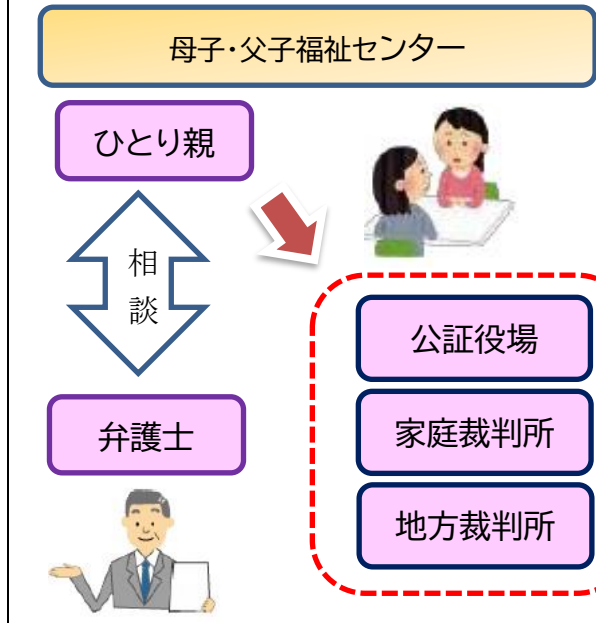 母子・父子福祉センター
ひとり親
相
談
弁護士
公証役場
家庭裁判所
地方裁判所